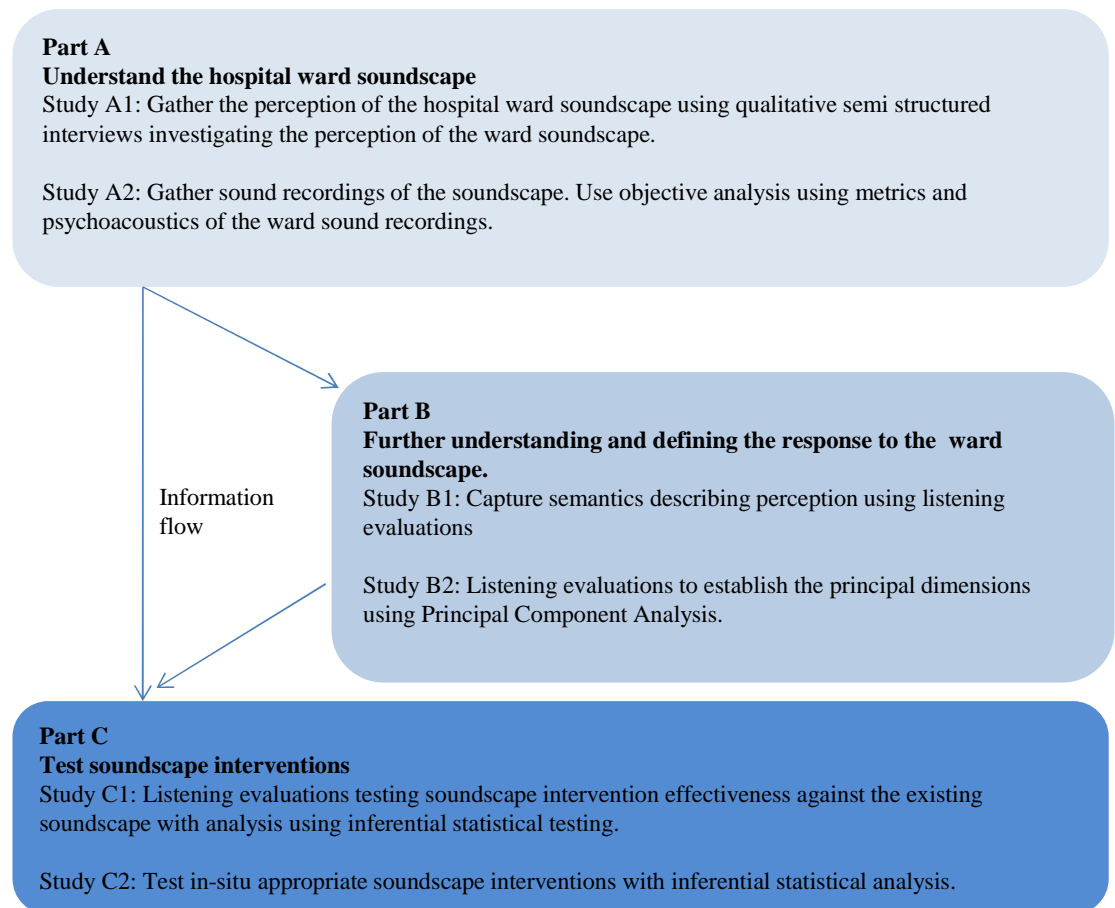 Part A
Understand the hospital ward soundscape
Study A1: Gather the perception of the hospital ward soundscape using qualitative semi structured
interviews investigating the perception of the ward soundscape.
Study A2: Gather sound recordings of the soundscape. Use objective analysis using metrics and
psychoacoustics of the ward sound recordings.
Part B
Further understanding and defining the response to the ward
soundscape.
Study B1: Capture semantics describing perception using listening
evaluations
Study B2: Listening evaluations to establish the principal dimensions
using Principal Component Analysis.
Information
flow
Part C
Test soundscape interventions
Study C1: Listening evaluations testing soundscape intervention effectiveness against the existing
soundscape with analysis using inferential statistical testing.
Study C2: Test in-situ appropriate soundscape interventions with inferential statistical analysis.